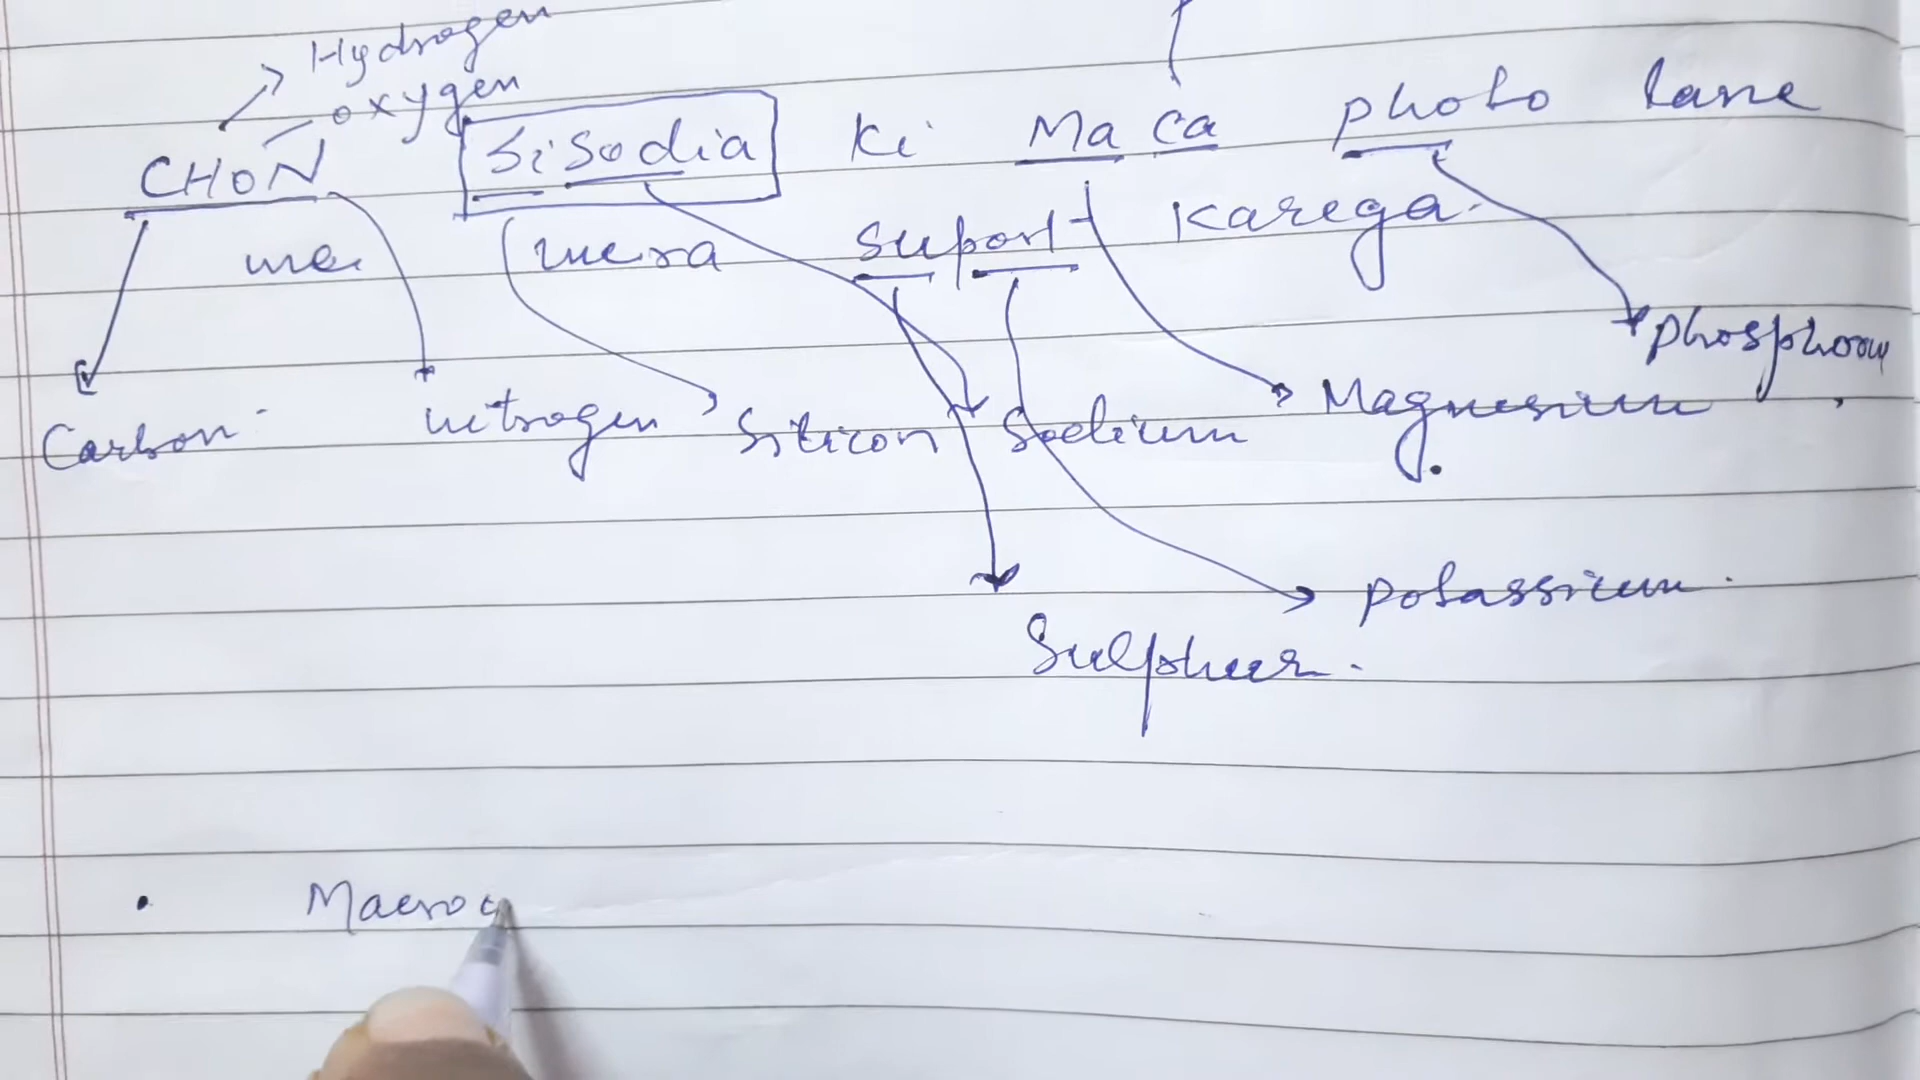 Hydrogen
oxygen
CHON Sisodia ki Ma Ca photo lane
me mera suport karega.
phosphorous
Carbon nitrogen Silicon Sodium Magnesium
potassium.
Sulphur.
• Macro